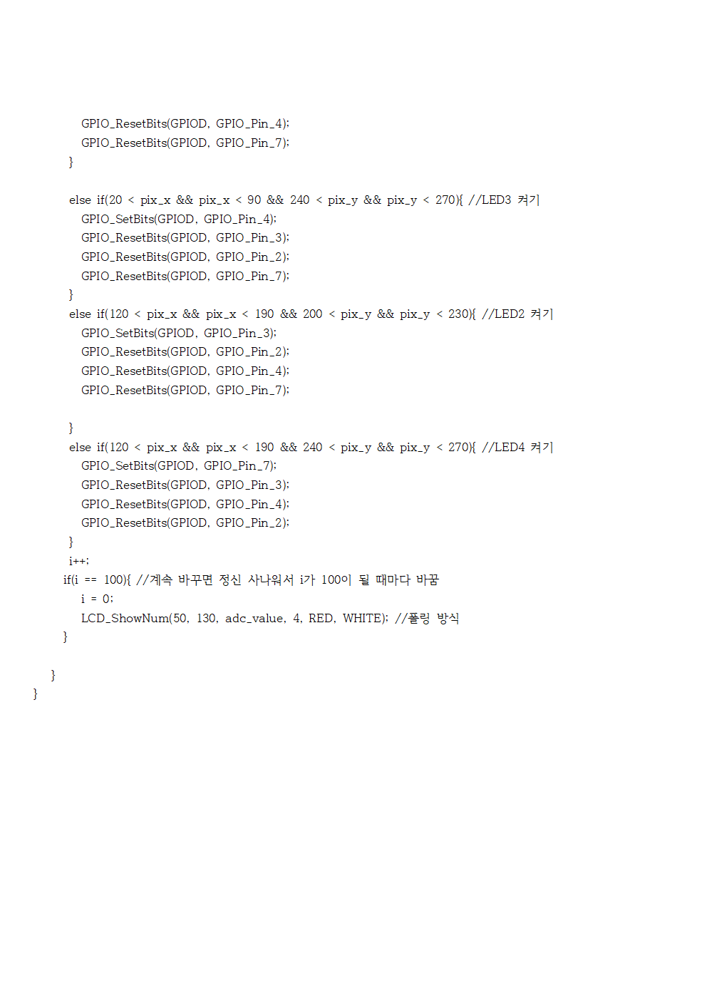 GPIO_ResetBits(GPIOD, GPIO_Pin_4);
GPIO_ResetBits(GPIOD, GPIO_Pin_7);
}
else if(20 < pix_x && pix_x < 90 && 240 < pix_y && pix_y < 270){ //LED3 켜기
GPIO_SetBits(GPIOD, GPIO_Pin_4);
GPIO_ResetBits(GPIOD, GPIO_Pin_3);
GPIO_ResetBits(GPIOD, GPIO_Pin_2);
GPIO_ResetBits(GPIOD, GPIO_Pin_7);
}
else if(120 < pix_x && pix_x < 190 && 200 < pix_y && pix_y < 230){ //LED2 켜기
GPIO_SetBits(GPIOD, GPIO_Pin_3);
GPIO_ResetBits(GPIOD, GPIO_Pin_2);
GPIO_ResetBits(GPIOD, GPIO_Pin_4);
GPIO_ResetBits(GPIOD, GPIO_Pin_7);
}
else if(120 < pix_x && pix_x < 190 && 240 < pix_y && pix_y < 270){ //LED4 켜기
GPIO_SetBits(GPIOD, GPIO_Pin_7);
GPIO_ResetBits(GPIOD, GPIO_Pin_3);
GPIO_ResetBits(GPIOD, GPIO_Pin_4);
GPIO_ResetBits(GPIOD, GPIO_Pin_2);
}
i++;
if(i == 100){ //계속 바꾸면 정신 사나워서 i가 100이 될 때마다 바꿈
i = 0;
LCD_ShowNum(50, 130, adc_value, 4, RED, WHITE); //폴링 방식
}
}
}